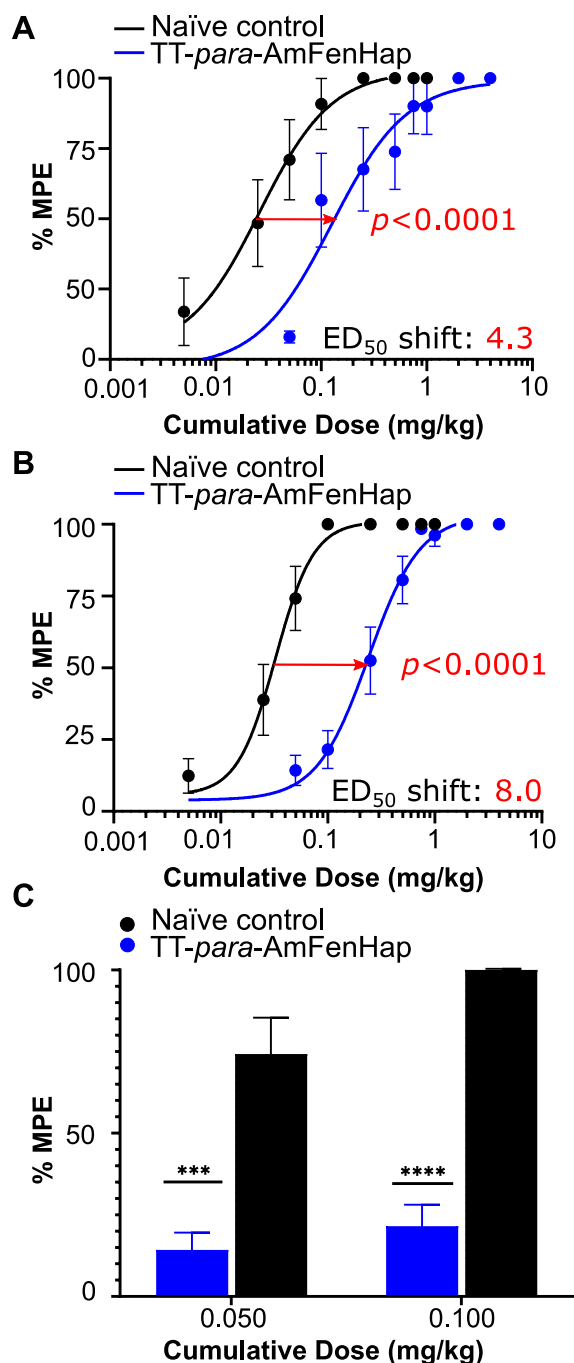 A
Naïve control
TT-para-AmFenHap
100
75
50
50
0
% MPE
p<0.0001
ED₅₀ shift: 4.3
0.001 0.01 0.1 1 10
Cumulative Dose (mg/kg)
B
Naïve control
TT-para-AmFenHap
100
75
50
25
0
% MPE
p<0.0001
ED₅₀ shift: 8.0
0.001 0.01 0.1 1 10
Cumulative Dose (mg/kg)
C
Naïve control
TT-para-AmFenHap
100
50
0
% MPE
*** ****
0.050 0.100
Cumulative Dose (mg/kg)